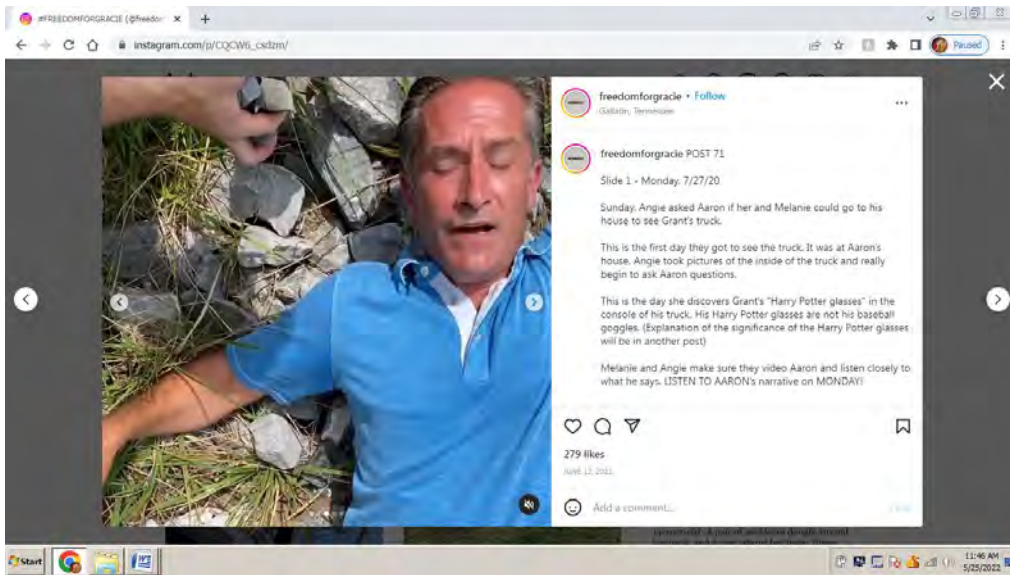 #FREEDOMFORGRACIE (@freedom
instagram.com/p/CQCW6_csdzm/
Paused
freedomforgracie • Follow
Gallatin, Tennessee
freedomforgracie POST 71
Slide 1 - Monday. 7/27/20
Sunday. Angie asked Aaron if her and Melanie could go to his
house to see Grant's truck.
This is the first day they got to see the truck. It was at Aaron's
house. Angie took pictures of the inside of the truck and really
begin to ask Aaron questions.
This is the day she discovers Grant's "Harry Potter glasses" in the
console of his truck. His Harry Potter glasses are not his baseball
goggles. (Explanation of the significance of the Harry Potter glasses
will be in another post)
Melanie and Angie make sure they video Aaron and listen closely to
what he says. LISTEN TO AARON's narrative on MONDAY!
279 likes
JUNE 12, 2021
Add a comment...
Start
11:46 AM
5/25/2022